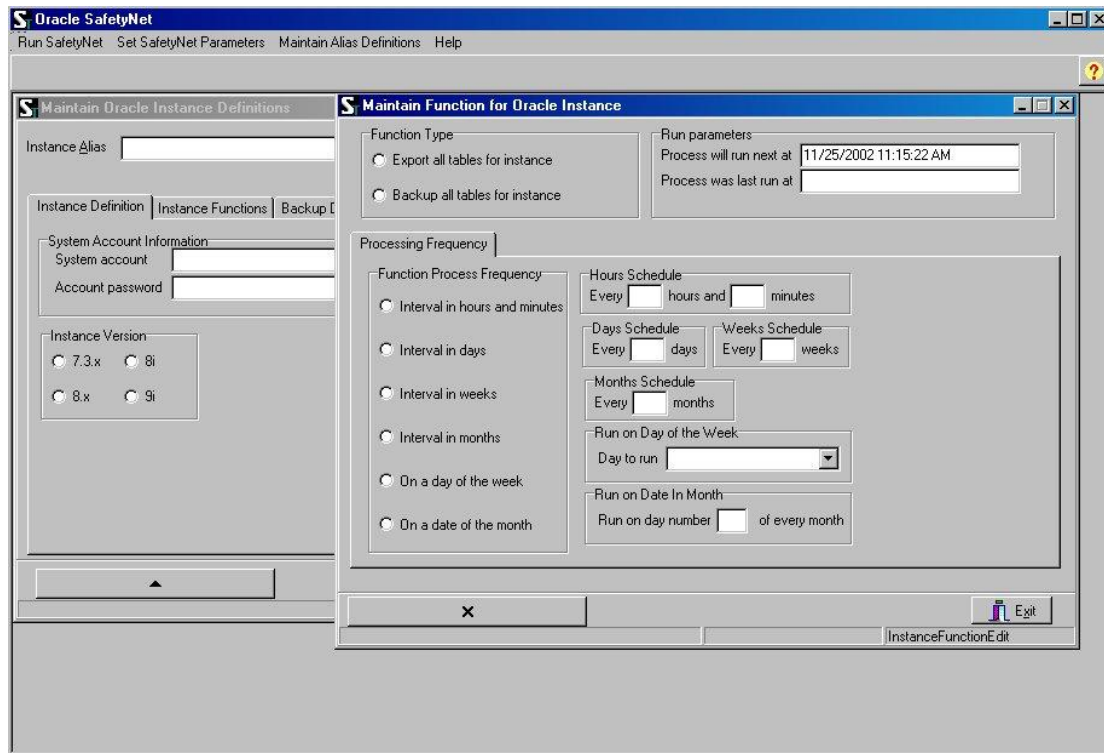 Oracle SafetyNet
Run SafetyNet Set SafetyNet Parameters Maintain Alias Definitions Help
Maintain Oracle Instance Definitions
Instance Alias
Instance Definition Instance Functions Backup
System Account Information
System account
Account password
Instance Version
7.3.x 8i
8.x 9i
Maintain Function for Oracle Instance
Function Type
Export all tables for instance
Backup all tables for instance
Run parameters
Process will run next at 11/25/2002 11:15:22 AM
Process was last run at
Processing Frequency
Function Process Frequency
Interval in hours and minutes
Interval in days
Interval in weeks
Interval in months
On a day of the week
On a date of the month
Hours Schedule
Every hours and minutes
Days Schedule
Every days
Weeks Schedule
Every weeks
Months Schedule
Every months
Run on Day of the Week
Day to run
Run on Date In Month
Run on day number of every month
Exit
InstanceFunctionEdit